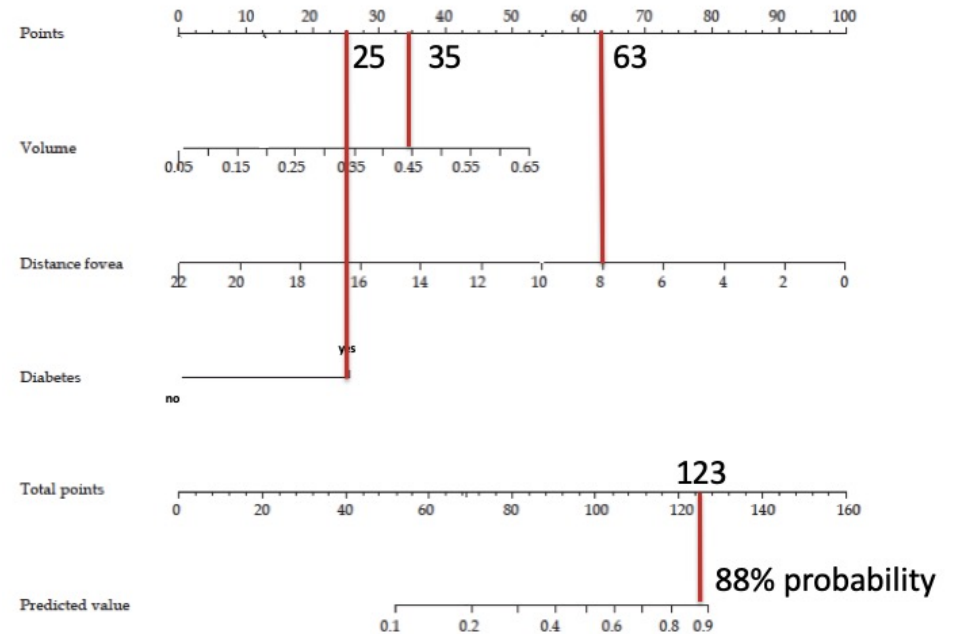 0 10 20 30 40 50 60 70 80 90 100
Points
25 35 63
Volume
0.05 0.15 0.25 0.35 0.45 0.55 0.65
Distance fovea
22 20 18 16 14 12 10 8 6 4 2 0
yes
Diabetes
no
123
Total points
0 20 40 60 80 100 120 140 160
88% probability
Predicted value
0.1 0.2 0.4 0.6 0.8 0.9